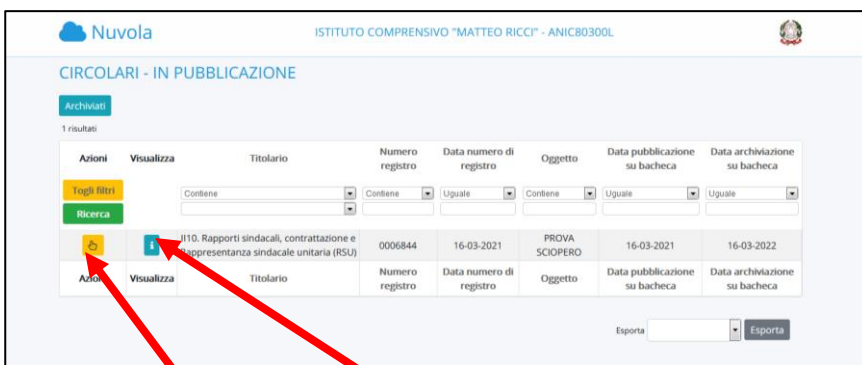 Nuvola
ISTITUTO COMPRENSIVO "MATTEO RICCI" - ANIC80300L
CIRCOLARI - IN PUBBLICAZIONE
Archiviati
1 risultati
Azioni Visualizza Titolario Numero registro Data numero di registro Oggetto Data pubblicazione su bacheca Data archiviazione su bacheca
Togli filtri Contiene Contiene Uguale Contiene Uguale Uguale
Ricerca
II10. Rapporti sindacali, contrattazione e
Rappresentanza sindacale unitaria (RSU) 0006844 16-03-2021 PROVA SCIOPERO 16-03-2021 16-03-2022
Azioni Visualizza Titolario Numero registro Data numero di registro Oggetto Data pubblicazione su bacheca Data archiviazione su bacheca
Esporta Esporta